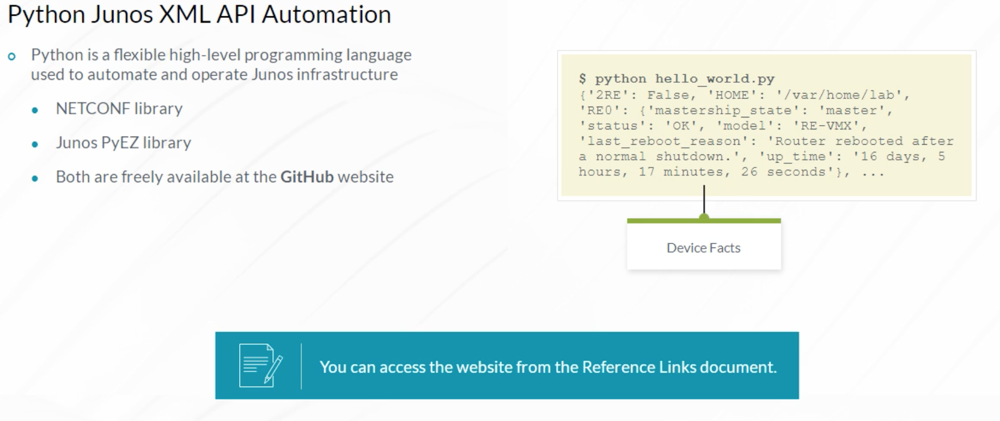 Python Junos XML API Automation
Python is a flexible high-level programming language
used to automate and operate Junos infrastructure
NETCONF library
Junos PyEZ library
Both are freely available at the GitHub website
$ python hello_world.py
{'2RE': False, 'HOME': '/var/home/lab',
'RE0': {'mastership_state': 'master',
'status': 'OK', 'model': 'RE-VMX',
'last_reboot_reason': 'Router rebooted after
a normal shutdown.', 'up_time': '16 days, 5
hours, 17 minutes, 26 seconds'}, ...
Device Facts
You can access the website from the Reference Links document.